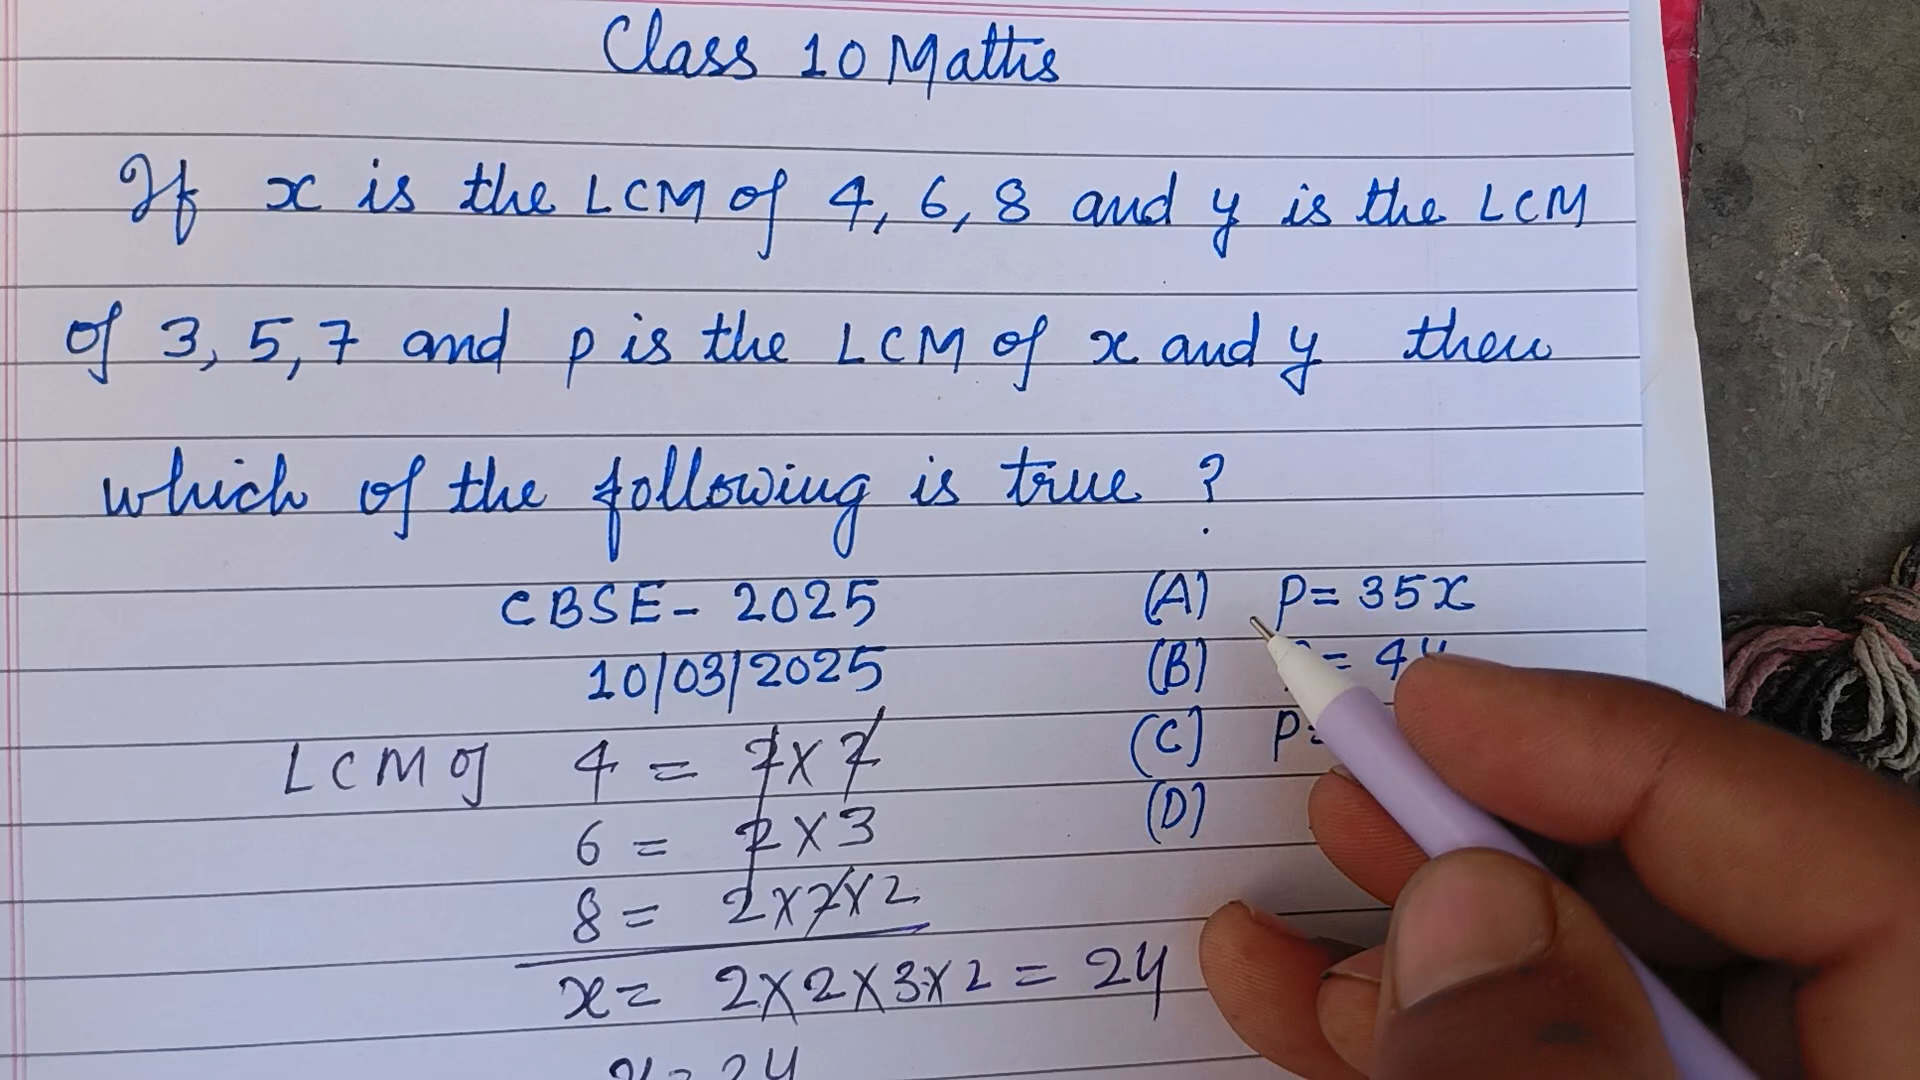 Class 10 Maths
If x is the LCM of 4, 6, 8 and y is the LCM
of 3, 5, 7 and p is the LCM of x and y then
which of the following is true ?
CBSE - 2025 (A) p = 35x
10/03/2025 (B) = 4y
LCM of 4 = 2 x 2 (C) p =
6 = 2 x 3 (D)
8 = 2 x 2 x 2
x = 2 x 2 x 3 x 2 = 24
x = 24